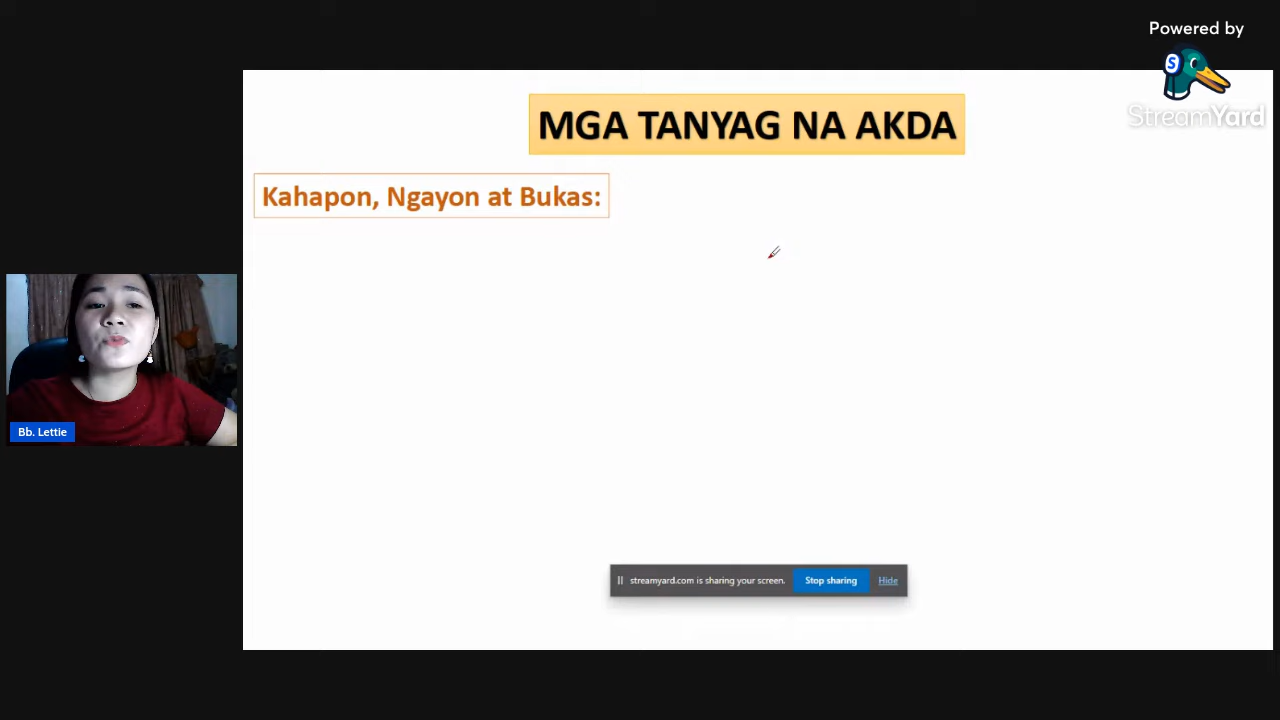 Powered by
StreamYard
MGA TANYAG NA AKDA
Kahapon, Ngayon at Bukas:
Bb. Lettie
streamyard.com is sharing your screen. Stop sharing Hide